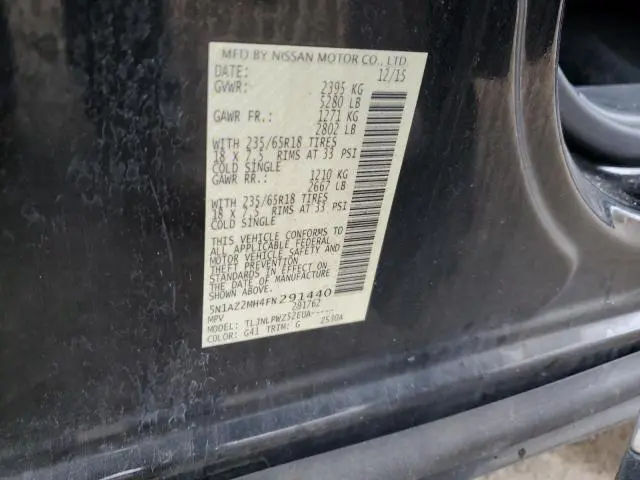 MFD BY NISSAN MOTOR CO., LTD.
DATE: 12/15
GVWR: 2395 KG
5280 LB
GAWR FR.: 1271 KG
2802 LB
WITH 235/65R18 TIRES
18 X 7.5 RIMS AT 33 PSI
COLD SINGLE
GAWR RR.: 1210 KG
2667 LB
WITH 235/65R18 TIRES
18 X 7.5 RIMS AT 33 PSI
COLD SINGLE
THIS VEHICLE CONFORMS TO
ALL APPLICABLE FEDERAL
MOTOR VEHICLE SAFETY AND
THEFT PREVENTION
STANDARDS IN EFFECT ON
THE DATE OF MANUFACTURE
SHOWN ABOVE.
5N1AZ2MH4FN291440
MPV 291762
MODEL: TLJNLPWZ52EUA-----
COLOR: G41 TRIM: G 2530A